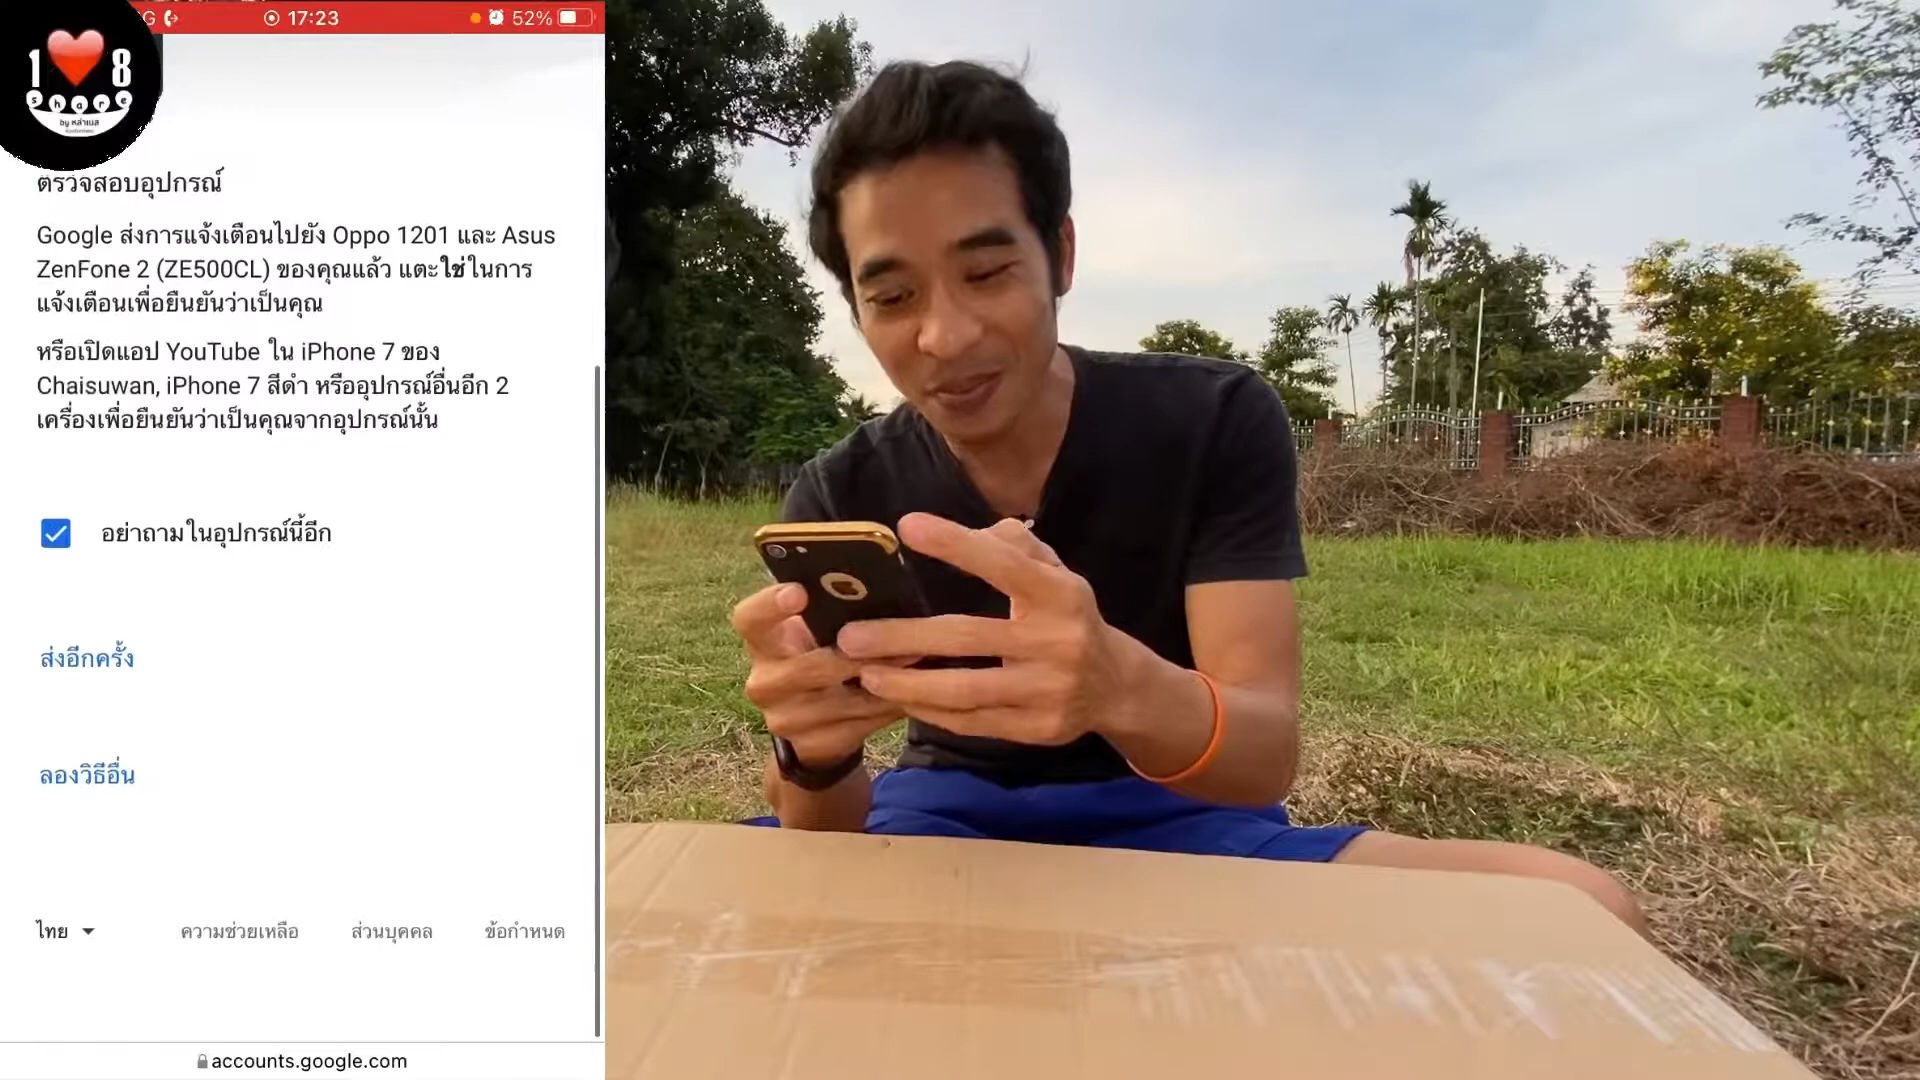 G 17:23 52%
1 8
share
by หล่าเนส
ตรวจสอบอุปกรณ์
Google ส่งการแจ้งเตือนไปยัง Oppo 1201 และ Asus
ZenFone 2 (ZE500CL) ของคุณแล้ว แตะใช่ในการ
แจ้งเตือนเพื่อยืนยันว่าเป็นคุณ
หรือเปิดแอป YouTube ใน iPhone 7 ของ
Chaisuwan, iPhone 7 สีดำ หรืออุปกรณ์อื่นอีก 2
เครื่องเพื่อยืนยันว่าเป็นคุณจากอุปกรณ์นั้น
อย่าถามในอุปกรณ์นี้อีก
ส่งอีกครั้ง
ลองวิธีอื่น
ไทย ความช่วยเหลือ ส่วนบุคคล ข้อกำหนด
accounts.google.com